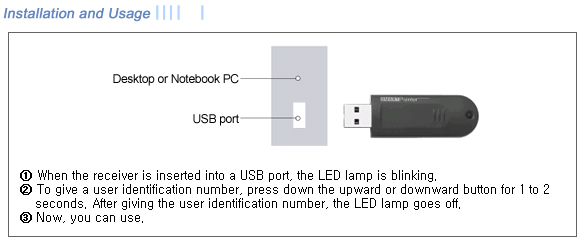 Installation and Usage
Desktop or Notebook PC
USB port
Pointer
① When the receiver is inserted into a USB port, the LED lamp is blinking.
② To give a user identification number, press down the upward or downward button for 1 to 2
seconds. After giving the user identification number, the LED lamp goes off.
③ Now, you can use.